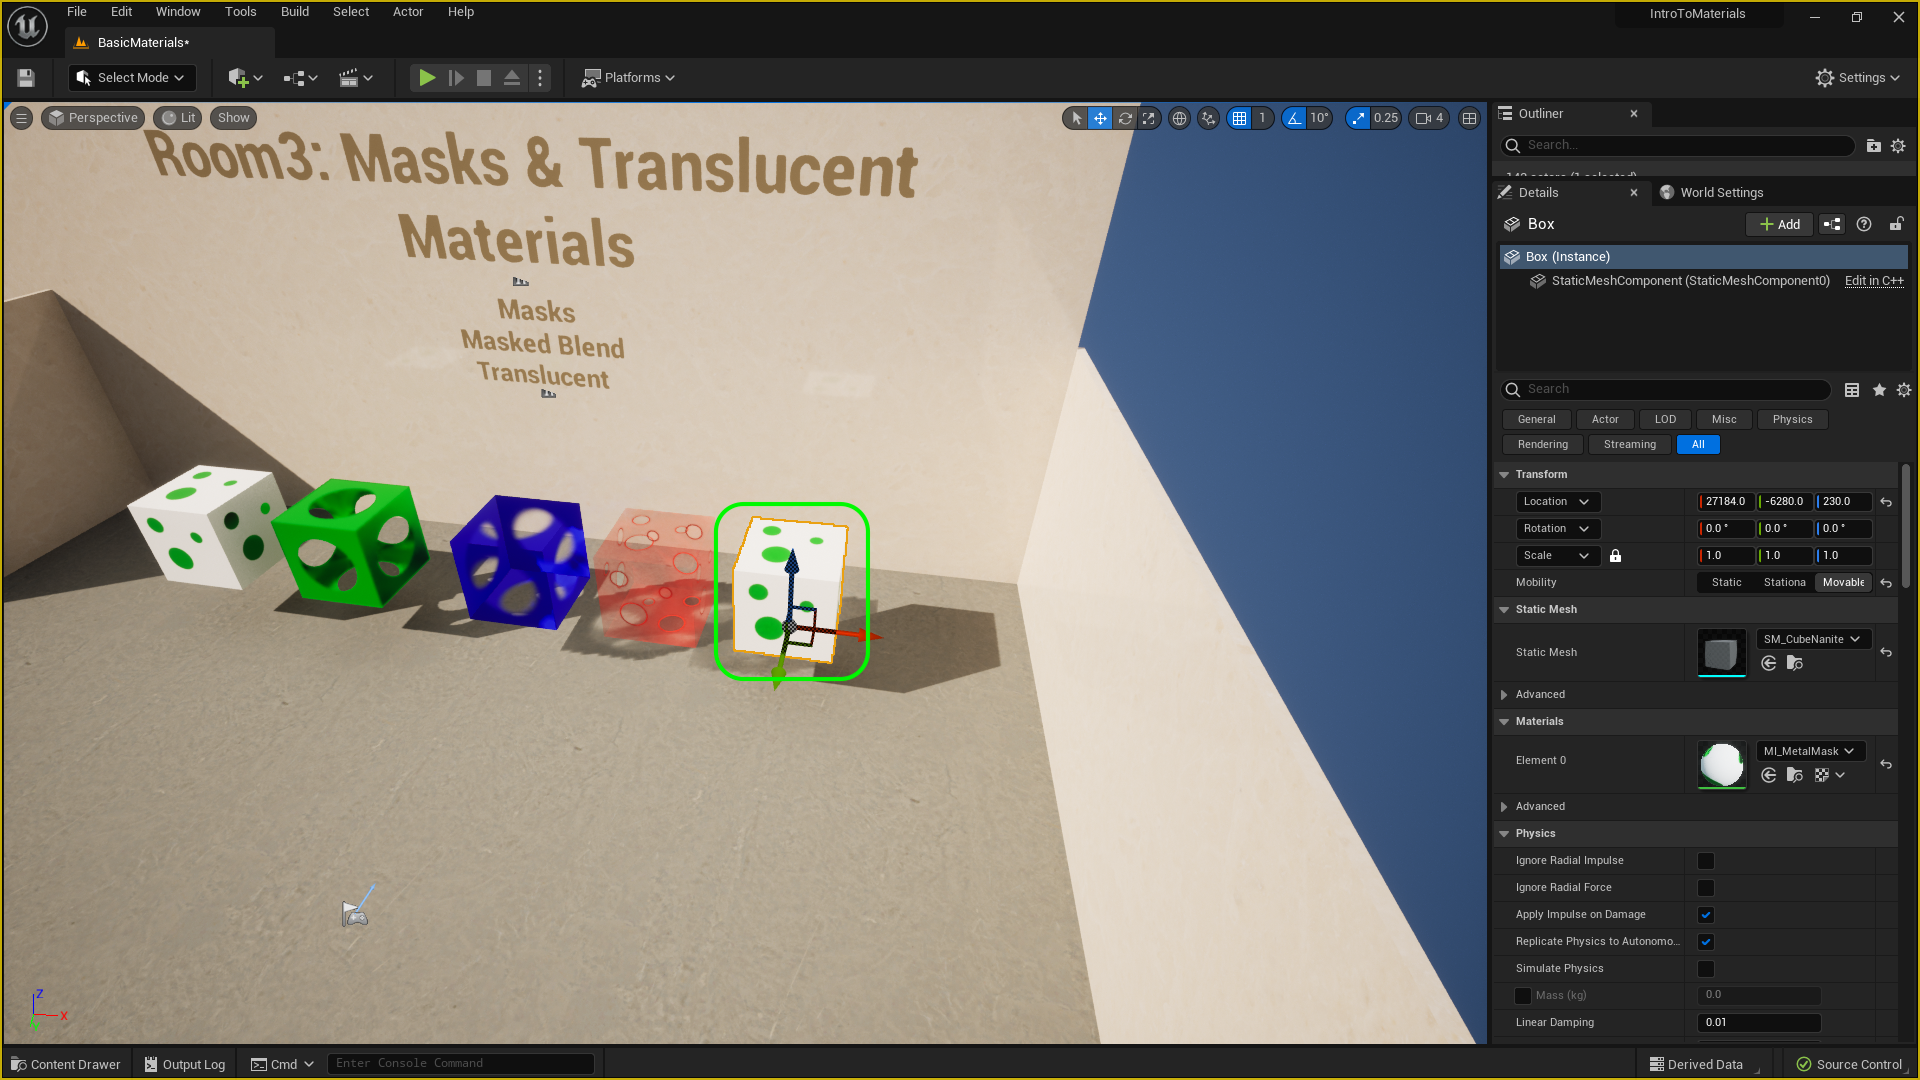 File Edit Window Tools Build Select Actor Help
IntroToMaterials
BasicMaterials*
Select Mode
Platforms
Settings
Perspective Lit Show
1 10° 0.25 4
Room3: Masks & Translucent
Materials
Masks
Masked Blend
Translucent
Z
X
Y
Outliner
Search...
142 actors (1 selected)
Details World Settings
Box
Add
Box (Instance)
StaticMeshComponent (StaticMeshComponent0) Edit in C++
Search
General Actor LOD Misc Physics
Rendering Streaming All
Transform
Location 27184.0 -6280.0 230.0
Rotation 0.0 ° 0.0 ° 0.0 °
Scale 1.0 1.0 1.0
Mobility Static Stationa Movable
Static Mesh
Static Mesh SM_CubeNanite
Advanced
Materials
Element 0 MI_MetalMask
Advanced
Physics
Ignore Radial Impulse
Ignore Radial Force
Apply Impulse on Damage
Replicate Physics to Autonomo...
Simulate Physics
Mass (kg) 0.0
Linear Damping 0.01
Content Drawer Output Log Cmd Enter Console Command
Derived Data Source Control